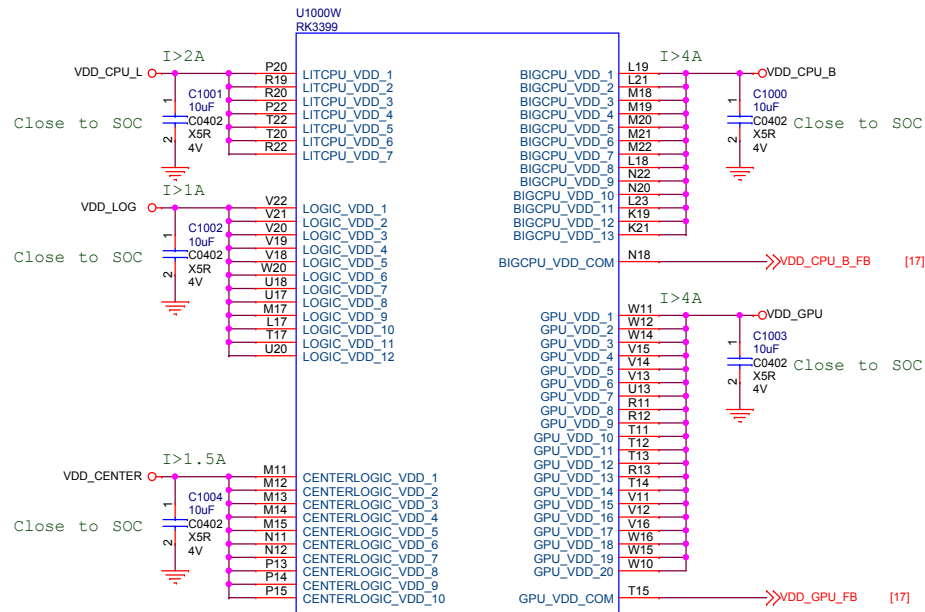 U1000W
RK3399
I>2A
VDD_CPU_L
P20 LITCPU_VDD_1
R19 LITCPU_VDD_2
R20 LITCPU_VDD_3
P22 LITCPU_VDD_4
T22 LITCPU_VDD_5
T20 LITCPU_VDD_6
R22 LITCPU_VDD_7
1
C1001
10uF
C0402
X5R
4V
2
Close to SOC
I>1A
VDD_LOG
V22 LOGIC_VDD_1
V21 LOGIC_VDD_2
V20 LOGIC_VDD_3
V19 LOGIC_VDD_4
V18 LOGIC_VDD_5
W20 LOGIC_VDD_6
U18 LOGIC_VDD_7
U17 LOGIC_VDD_8
M17 LOGIC_VDD_9
L17 LOGIC_VDD_10
T17 LOGIC_VDD_11
U20 LOGIC_VDD_12
1
C1002
10uF
C0402
X5R
4V
2
Close to SOC
I>1.5A
VDD_CENTER
M11 CENTERLOGIC_VDD_1
M12 CENTERLOGIC_VDD_2
M13 CENTERLOGIC_VDD_3
M14 CENTERLOGIC_VDD_4
M15 CENTERLOGIC_VDD_5
N11 CENTERLOGIC_VDD_6
N12 CENTERLOGIC_VDD_7
P13 CENTERLOGIC_VDD_8
P14 CENTERLOGIC_VDD_9
P15 CENTERLOGIC_VDD_10
1
C1004
10uF
C0402
X5R
4V
2
Close to SOC
I>4A
VDD_CPU_B
BIGCPU_VDD_1 L19
BIGCPU_VDD_2 L21
BIGCPU_VDD_3 M18
BIGCPU_VDD_4 M19
BIGCPU_VDD_5 M20
BIGCPU_VDD_6 M21
BIGCPU_VDD_7 M22
BIGCPU_VDD_8 L18
BIGCPU_VDD_9 N22
BIGCPU_VDD_10 N20
BIGCPU_VDD_11 L23
BIGCPU_VDD_12 K19
BIGCPU_VDD_13 K21
1
C1000
10uF
C0402
X5R
4V
2
Close to SOC
BIGCPU_VDD_COM N18 VDD_CPU_B_FB [17]
I>4A
VDD_GPU
GPU_VDD_1 W11
GPU_VDD_2 W12
GPU_VDD_3 W14
GPU_VDD_4 V15
GPU_VDD_5 V14
GPU_VDD_6 V13
GPU_VDD_7 U13
GPU_VDD_8 R11
GPU_VDD_9 R12
GPU_VDD_10 T11
GPU_VDD_11 T12
GPU_VDD_12 T13
GPU_VDD_13 R13
GPU_VDD_14 T14
GPU_VDD_15 V11
GPU_VDD_16 V12
GPU_VDD_17 V16
GPU_VDD_18 W16
GPU_VDD_19 W15
GPU_VDD_20 W10
1
C1003
10uF
C0402
X5R
4V
2
Close to SOC
GPU_VDD_COM T15 VDD_GPU_FB [17]